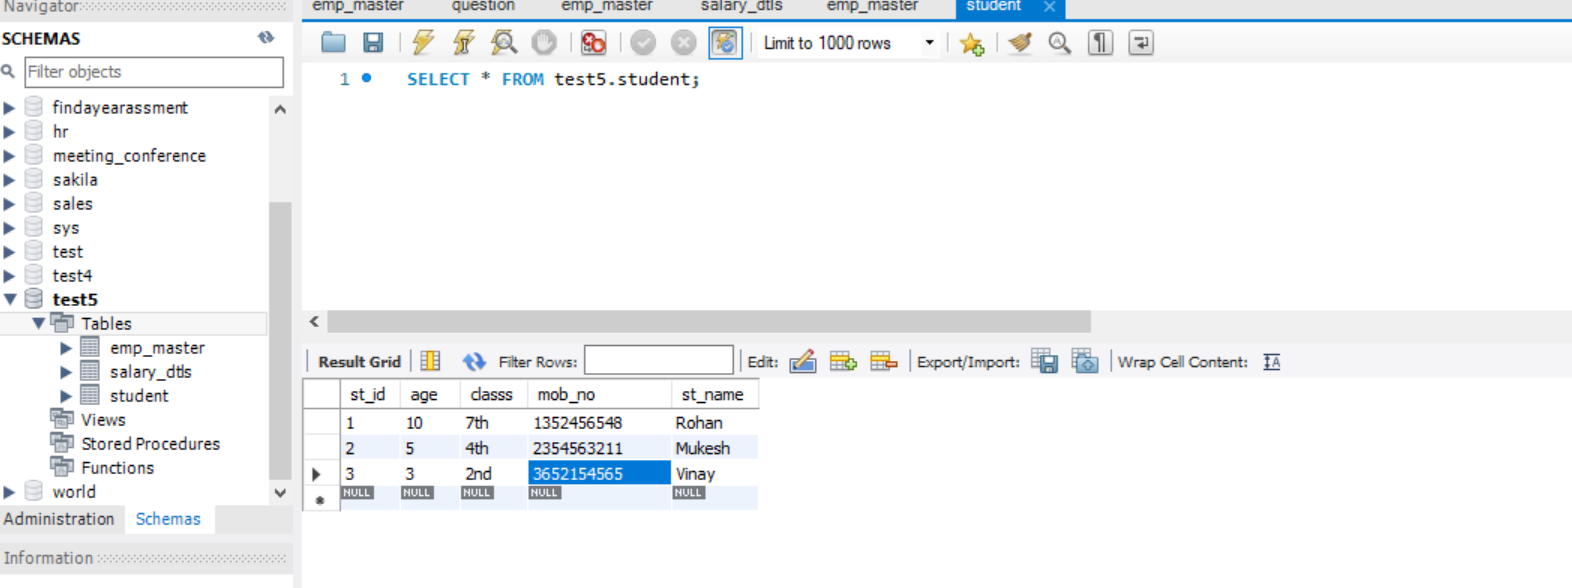 Navigator
SCHEMAS
Filter objects
findayearassment
hr
meeting_conference
sakila
sales
sys
test
test4
test5
Tables
emp_master
salary_dtls
student
Views
Stored Procedures
Functions
world
Administration Schemas
Information
emp_master question emp_master salary_dtls emp_master student
Limit to 1000 rows
1 SELECT * FROM test5.student;
Result Grid Filter Rows: Edit: Export/Import: Wrap Cell Content: IA
st_id age classs mob_no st_name
1 10 7th 1352456548 Rohan
2 5 4th 2354563211 Mukesh
3 3 2nd 3652154565 Vinay
NULL NULL NULL NULL NULL